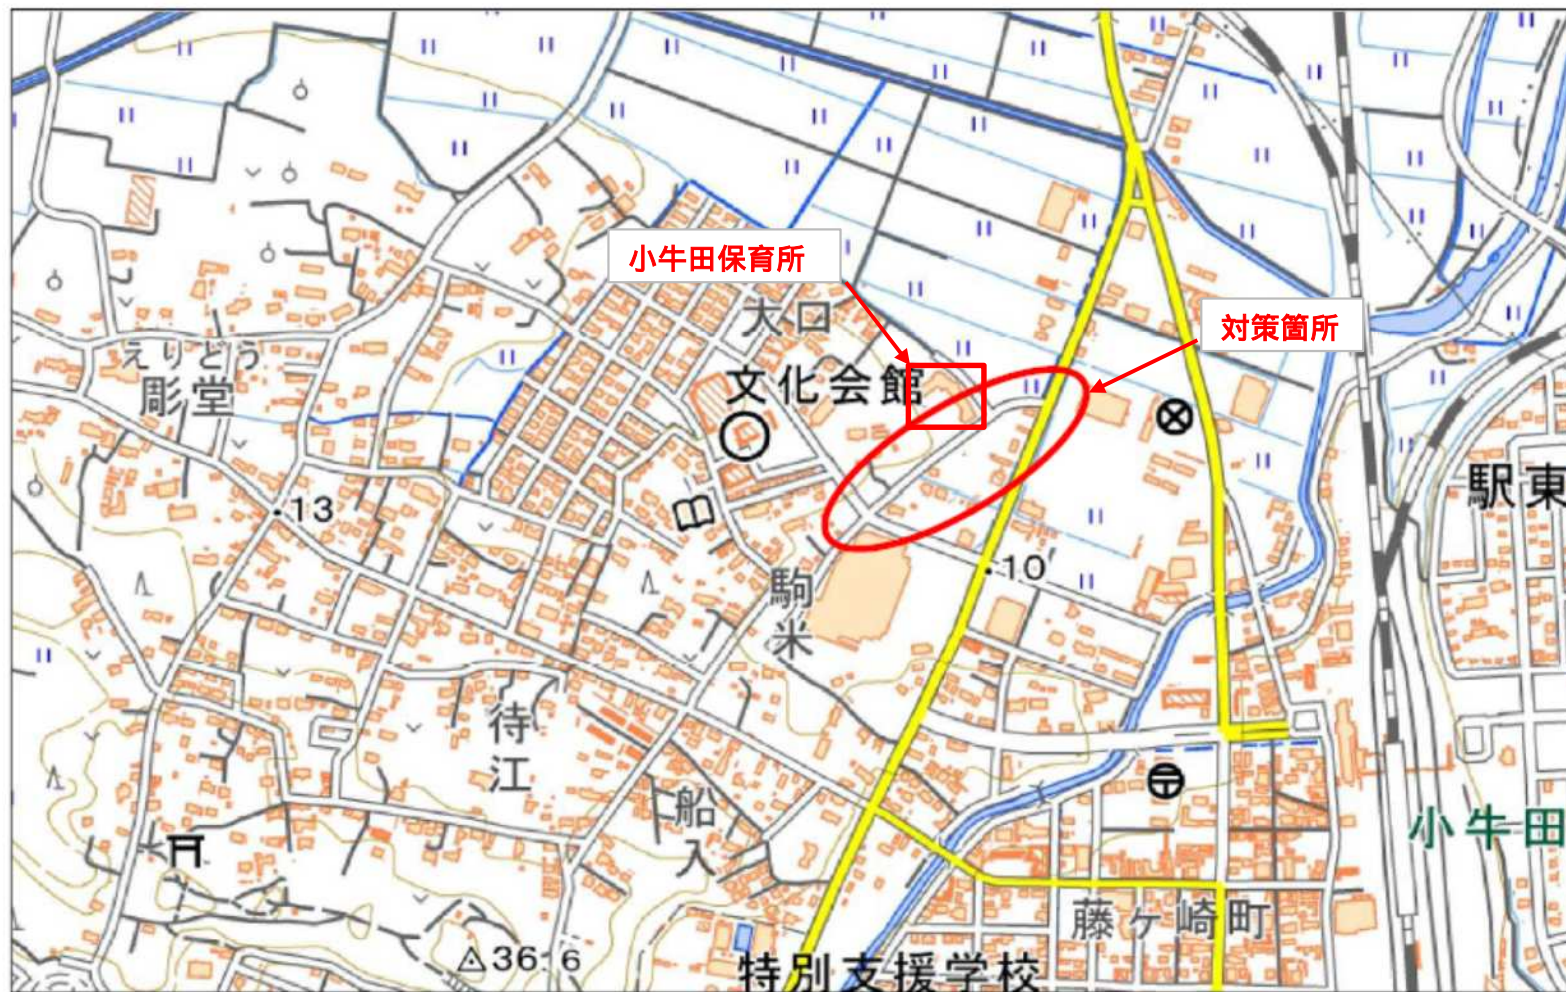 小牛田保育所
大口
対策箇所
えりどう
彫堂
文化会館
駅東
13
10
駒米
待江
船入
小牛田
藤ヶ崎町
36.6
特別支援学校